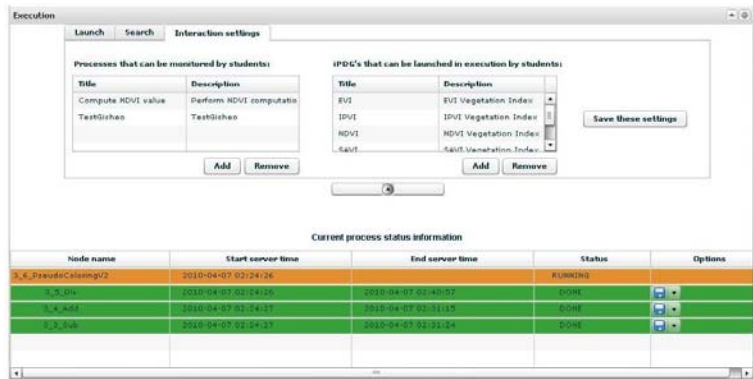 Execution
Launch Search Interaction settings
Processes that can be monitored by students: iPDG's that can be launched in execution by students:
Title Description Title Description
Compute NDVI value Perform NDVI computatio EVI EVI Vegetation Index
TestGishao TestGishao IPVI IPVI Vegetation Index
NDVI NDVI Vegetation Index
SAVI SAVI Vegetation Index
Save these settings
Add Remove Add Remove
Current process status information
Node name Start server time End server time Status Options
3_6_PseudoColoringV2 2010-04-07 02:24:26 RUNNING
3_5_Div 2010-04-07 02:24:26 2010-04-07 02:40:57 DONE
3_4_Add 2010-04-07 02:24:27 2010-04-07 02:31:15 DONE
2010-04-07 02:24:27 2010-04-07 02:31:24 DONE